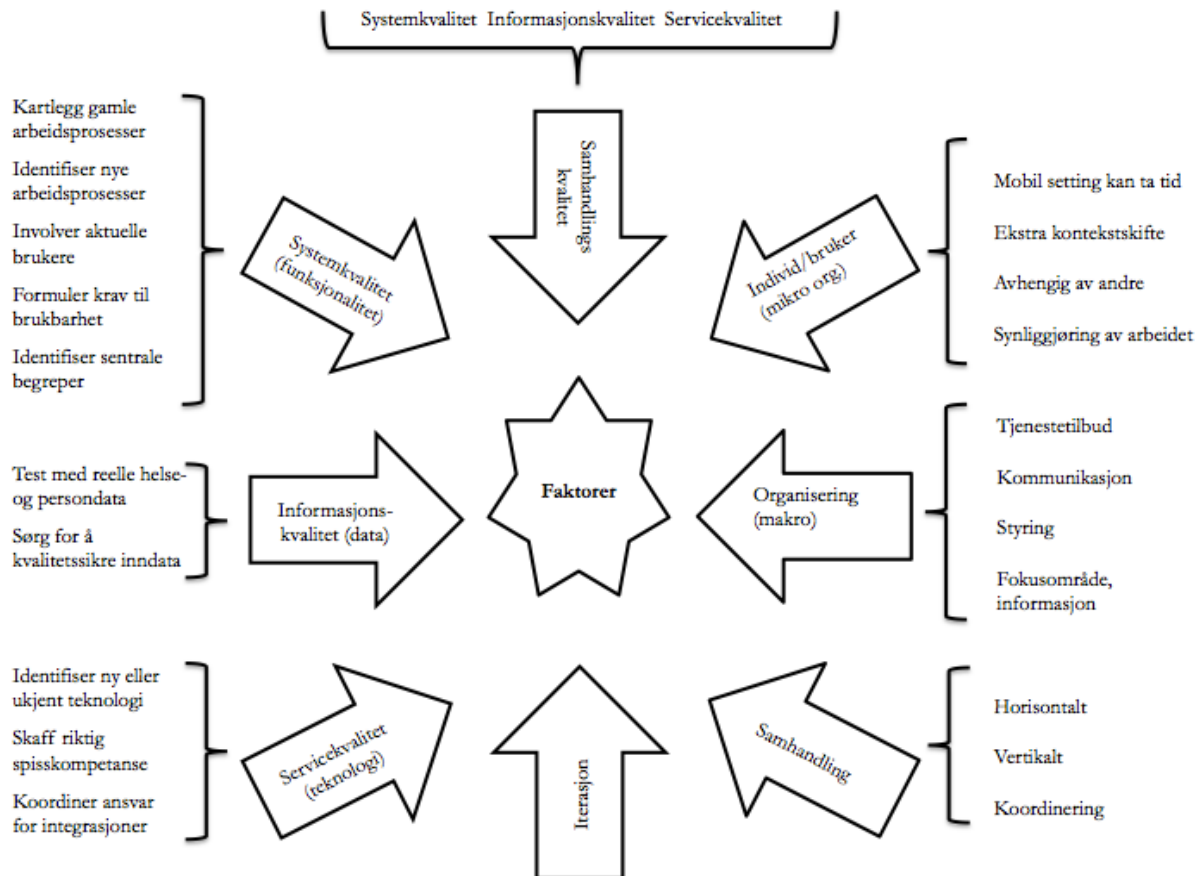 Systemkvalitet Informasjonskvalitet Servicekvalitet
Kartlegg gamle
arbeidsprosesser
Identifiser nye
arbeidsprosesser
Involver aktuelle
brukere
Formuler krav til
brukbarhet
Identifiser sentrale
begreper
Systemkvalitet
(funksjonalitet)
Samhandlings
kvalitet
Individ/bruker
(mikro org)
Mobil setting kan ta tid
Ekstra kontekstskifte
Avhengig av andre
Synliggjøring av arbeidet
Test med reelle helse-
og persondata
Sørg for å
kvalitetssikre inndata
Informasjons-
kvalitet (data)
Faktorer
Organisering
(makro)
Tjenestetilbud
Kommunikasjon
Styring
Fokusområde,
informasjon
Identifiser ny eller
ukjent teknologi
Skaff riktig
spisskompetanse
Koordiner ansvar
for integrasjoner
Servicekvalitet
(teknologi)
Iterasjon
Samhandling
Horisontalt
Vertikalt
Koordinering